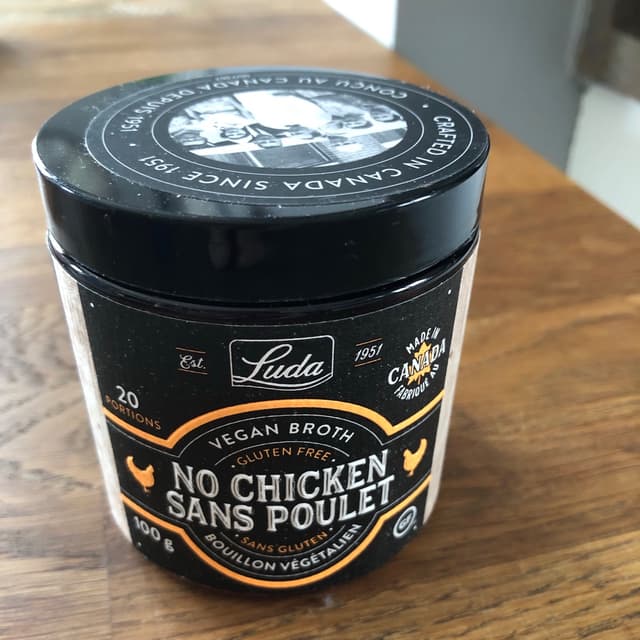 CRAFTED IN CANADA SINCE 1951
CONÇU AU CANADA DEPUIS 1951
Est.
Luda
1951
MADE IN
CANADA
FABRIQUÉ AU
20
PORTIONS
VEGAN BROTH
GLUTEN FREE
NO CHICKEN
SANS POULET
SANS GLUTEN
BOUILLON VÉGÉTALIEN
100 g